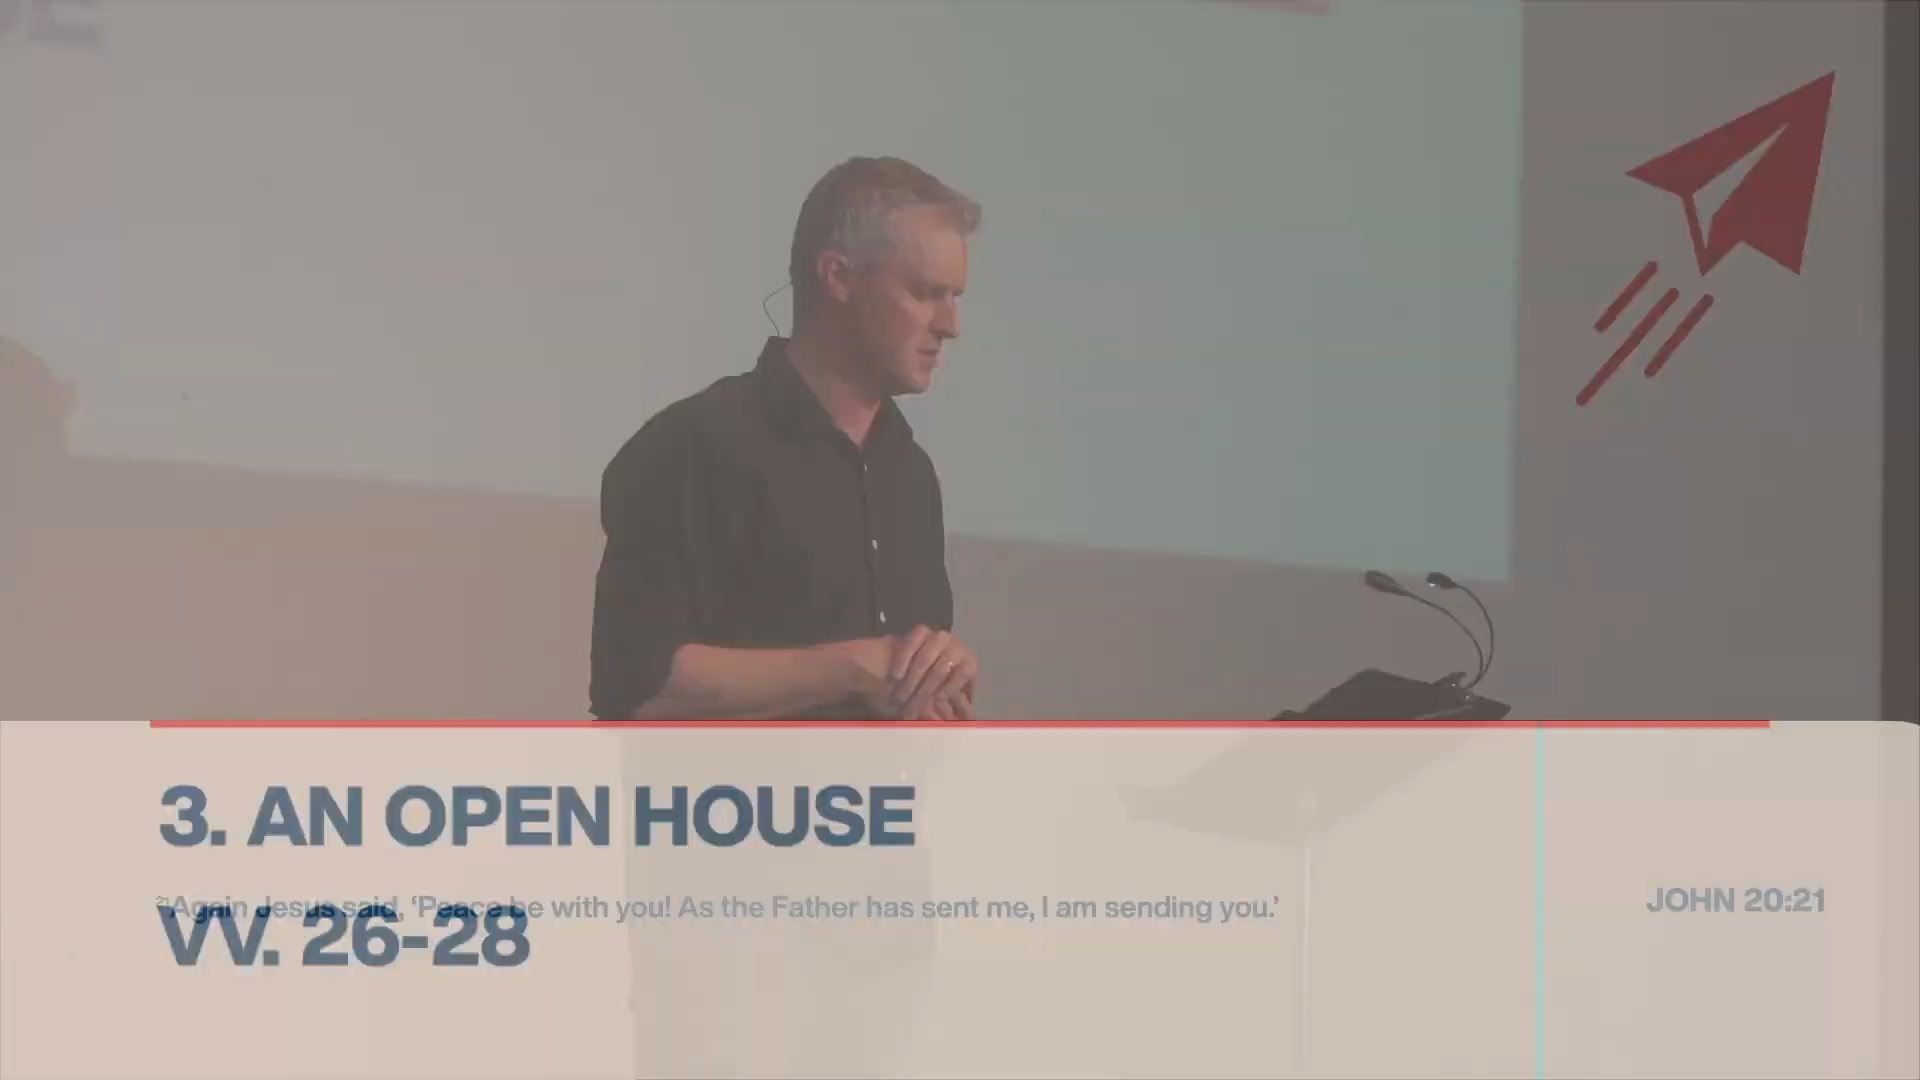 3. AN OPEN HOUSE
21Again Jesus said, ‘Peace be with you! As the Father has sent me, I am sending you.’
JOHN 20:21
VV. 26-28